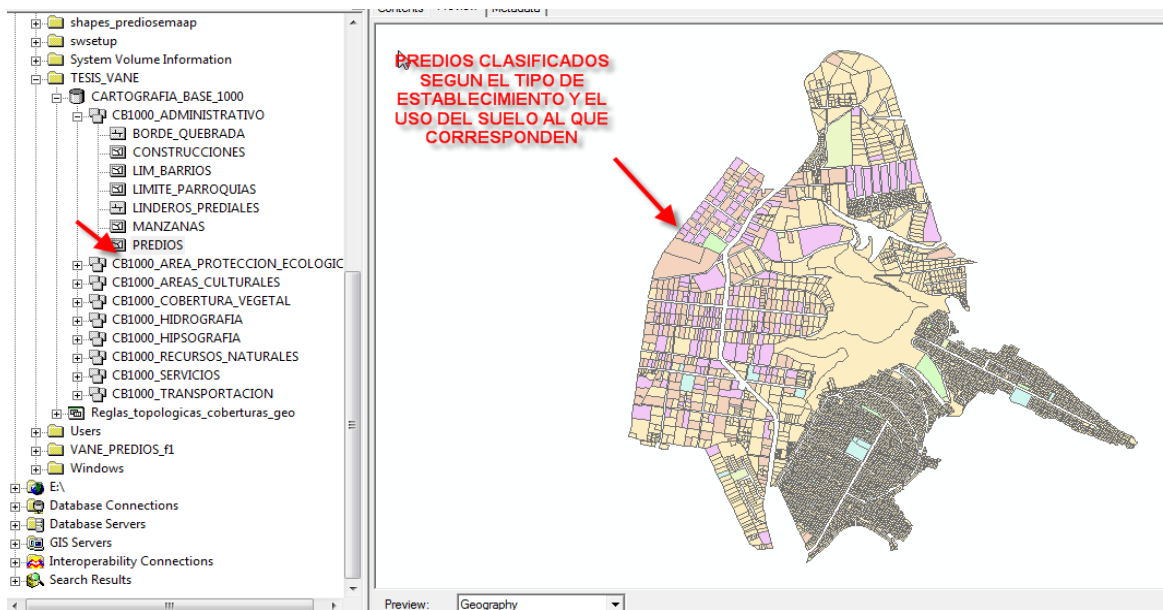 Contents Preview Metadata
shapes_prediosemaap
swsetup
System Volume Information
TESIS_VANE
CARTOGRAFIA_BASE_1000
CB1000_ADMINISTRATIVO
BORDE_QUEBRADA
CONSTRUCCIONES
LIM_BARRIOS
LIMITE_PARROQUIAS
LINDEROS_PREDIALES
MANZANAS
PREDIOS
CB1000_AREA_PROTECCION_ECOLOGIC
CB1000_AREAS_CULTURALES
CB1000_COBERTURA_VEGETAL
CB1000_HIDROGRAFIA
CB1000_HIPSOGRAFIA
CB1000_RECURSOS_NATURALES
CB1000_SERVICIOS
CB1000_TRANSPORTACION
Reglas_topologicas_coberturas_geo
Users
VANE_PREDIOS_f1
Windows
E:\
Database Connections
Database Servers
GIS Servers
Interoperability Connections
Search Results
PREDIOS CLASIFICADOS
SEGUN EL TIPO DE
ESTABLECIMIENTO Y EL
USO DEL SUELO AL QUE
CORRESPONDEN
Preview: Geography